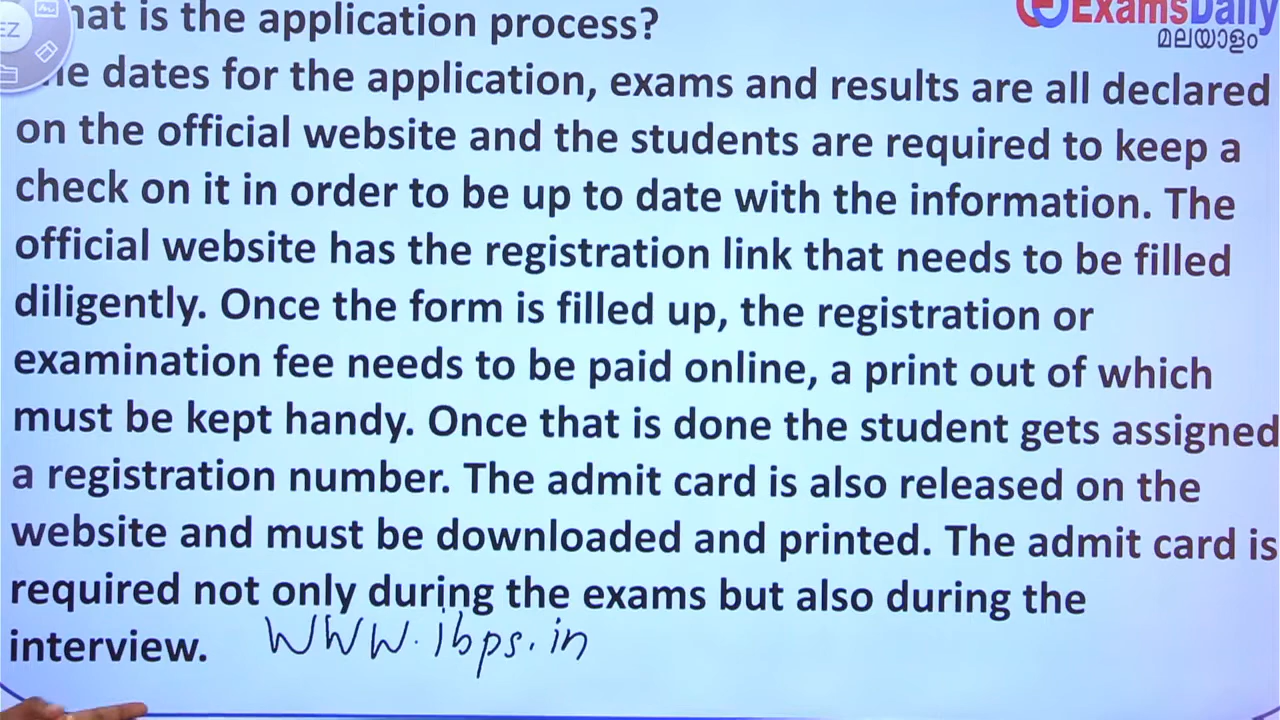 hat is the application process?
ExamsDaily
മലയാളം
EZ
he dates for the application, exams and results are all declared
on the official website and the students are required to keep a
check on it in order to be up to date with the information. The
official website has the registration link that needs to be filled
diligently. Once the form is filled up, the registration or
examination fee needs to be paid online, a print out of which
must be kept handy. Once that is done the student gets assigned
a registration number. The admit card is also released on the
website and must be downloaded and printed. The admit card is
required not only during the exams but also during the
interview. www.ibps.in